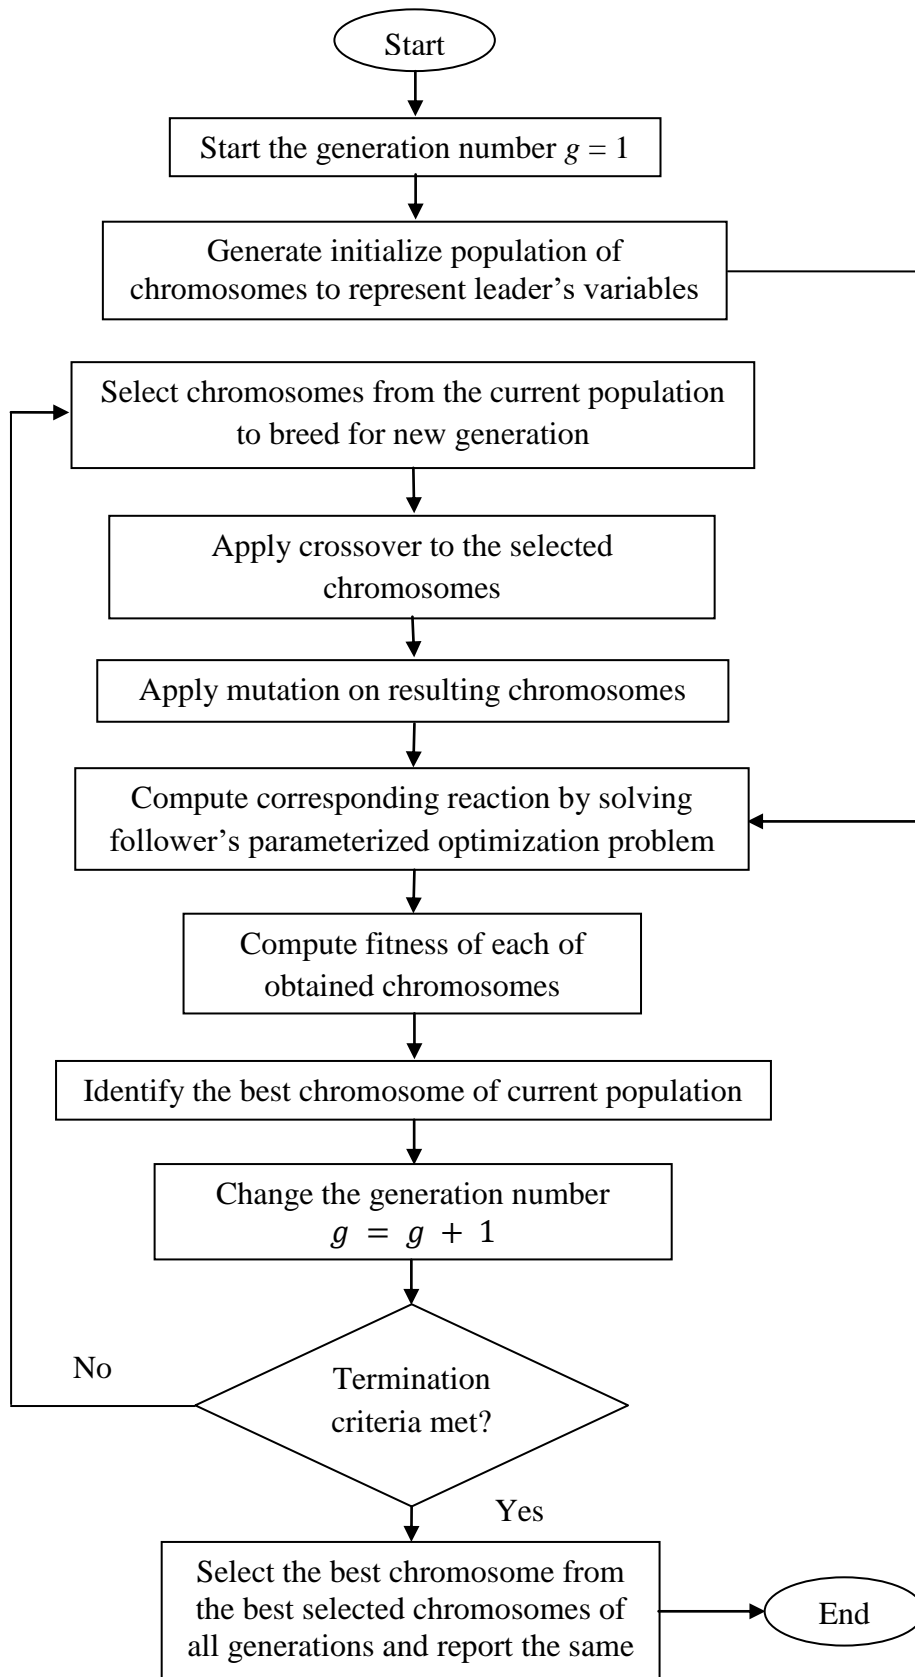 Start
Start the generation number g = 1
Generate initialize population of
chromosomes to represent leader’s variables
Select chromosomes from the current population
to breed for new generation
Apply crossover to the selected
chromosomes
Apply mutation on resulting chromosomes
Compute corresponding reaction by solving
follower’s parameterized optimization problem
Compute fitness of each of
obtained chromosomes
Identify the best chromosome of current population
Change the generation number
g = g + 1
No
Termination
criteria met?
Yes
Select the best chromosome from
the best selected chromosomes of
all generations and report the same
End